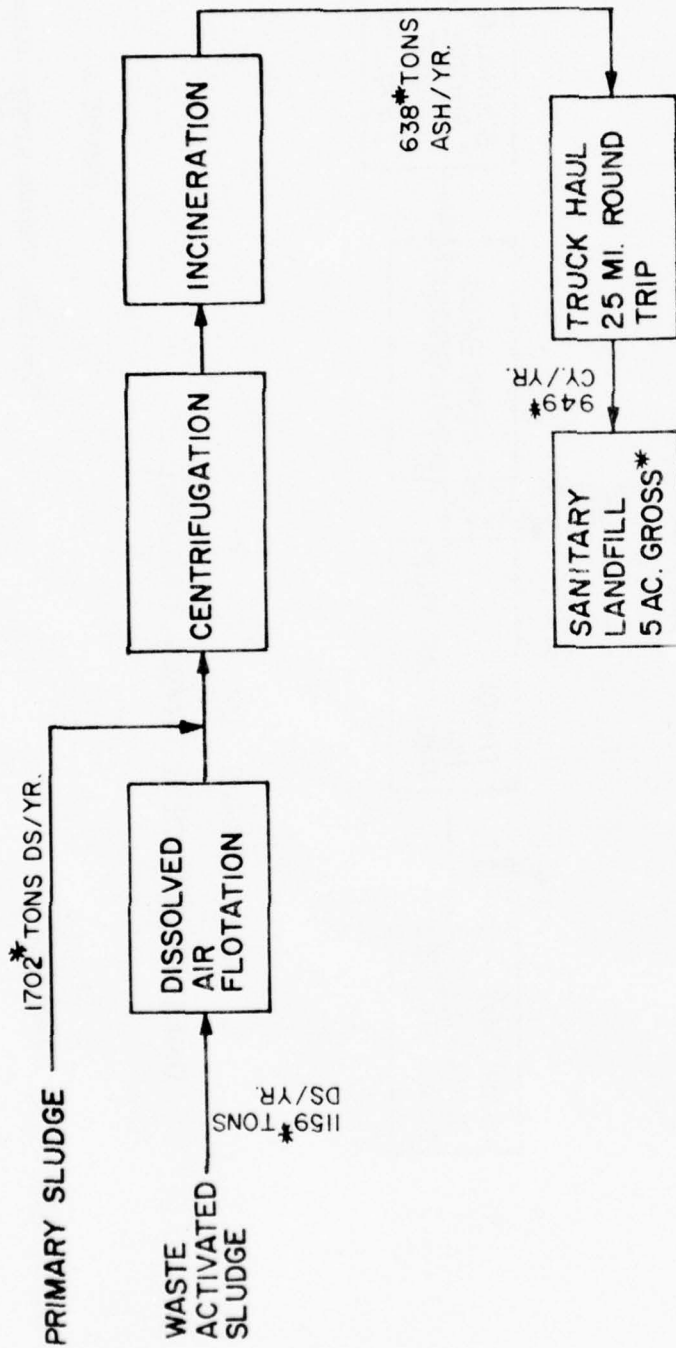 PRIMARY SLUDGE
1702* TONS DS/YR.
WASTE
ACTIVATED
SLUDGE
1159* TONS
DS/YR.
DISSOLVED
AIR
FLOTATION
CENTRIFUGATION
INCINERATION
638* TONS
ASH/YR.
TRUCK HAUL
25 MI. ROUND
TRIP
949*
CY./YR.
SANITARY
LANDFILL
5 AC. GROSS*